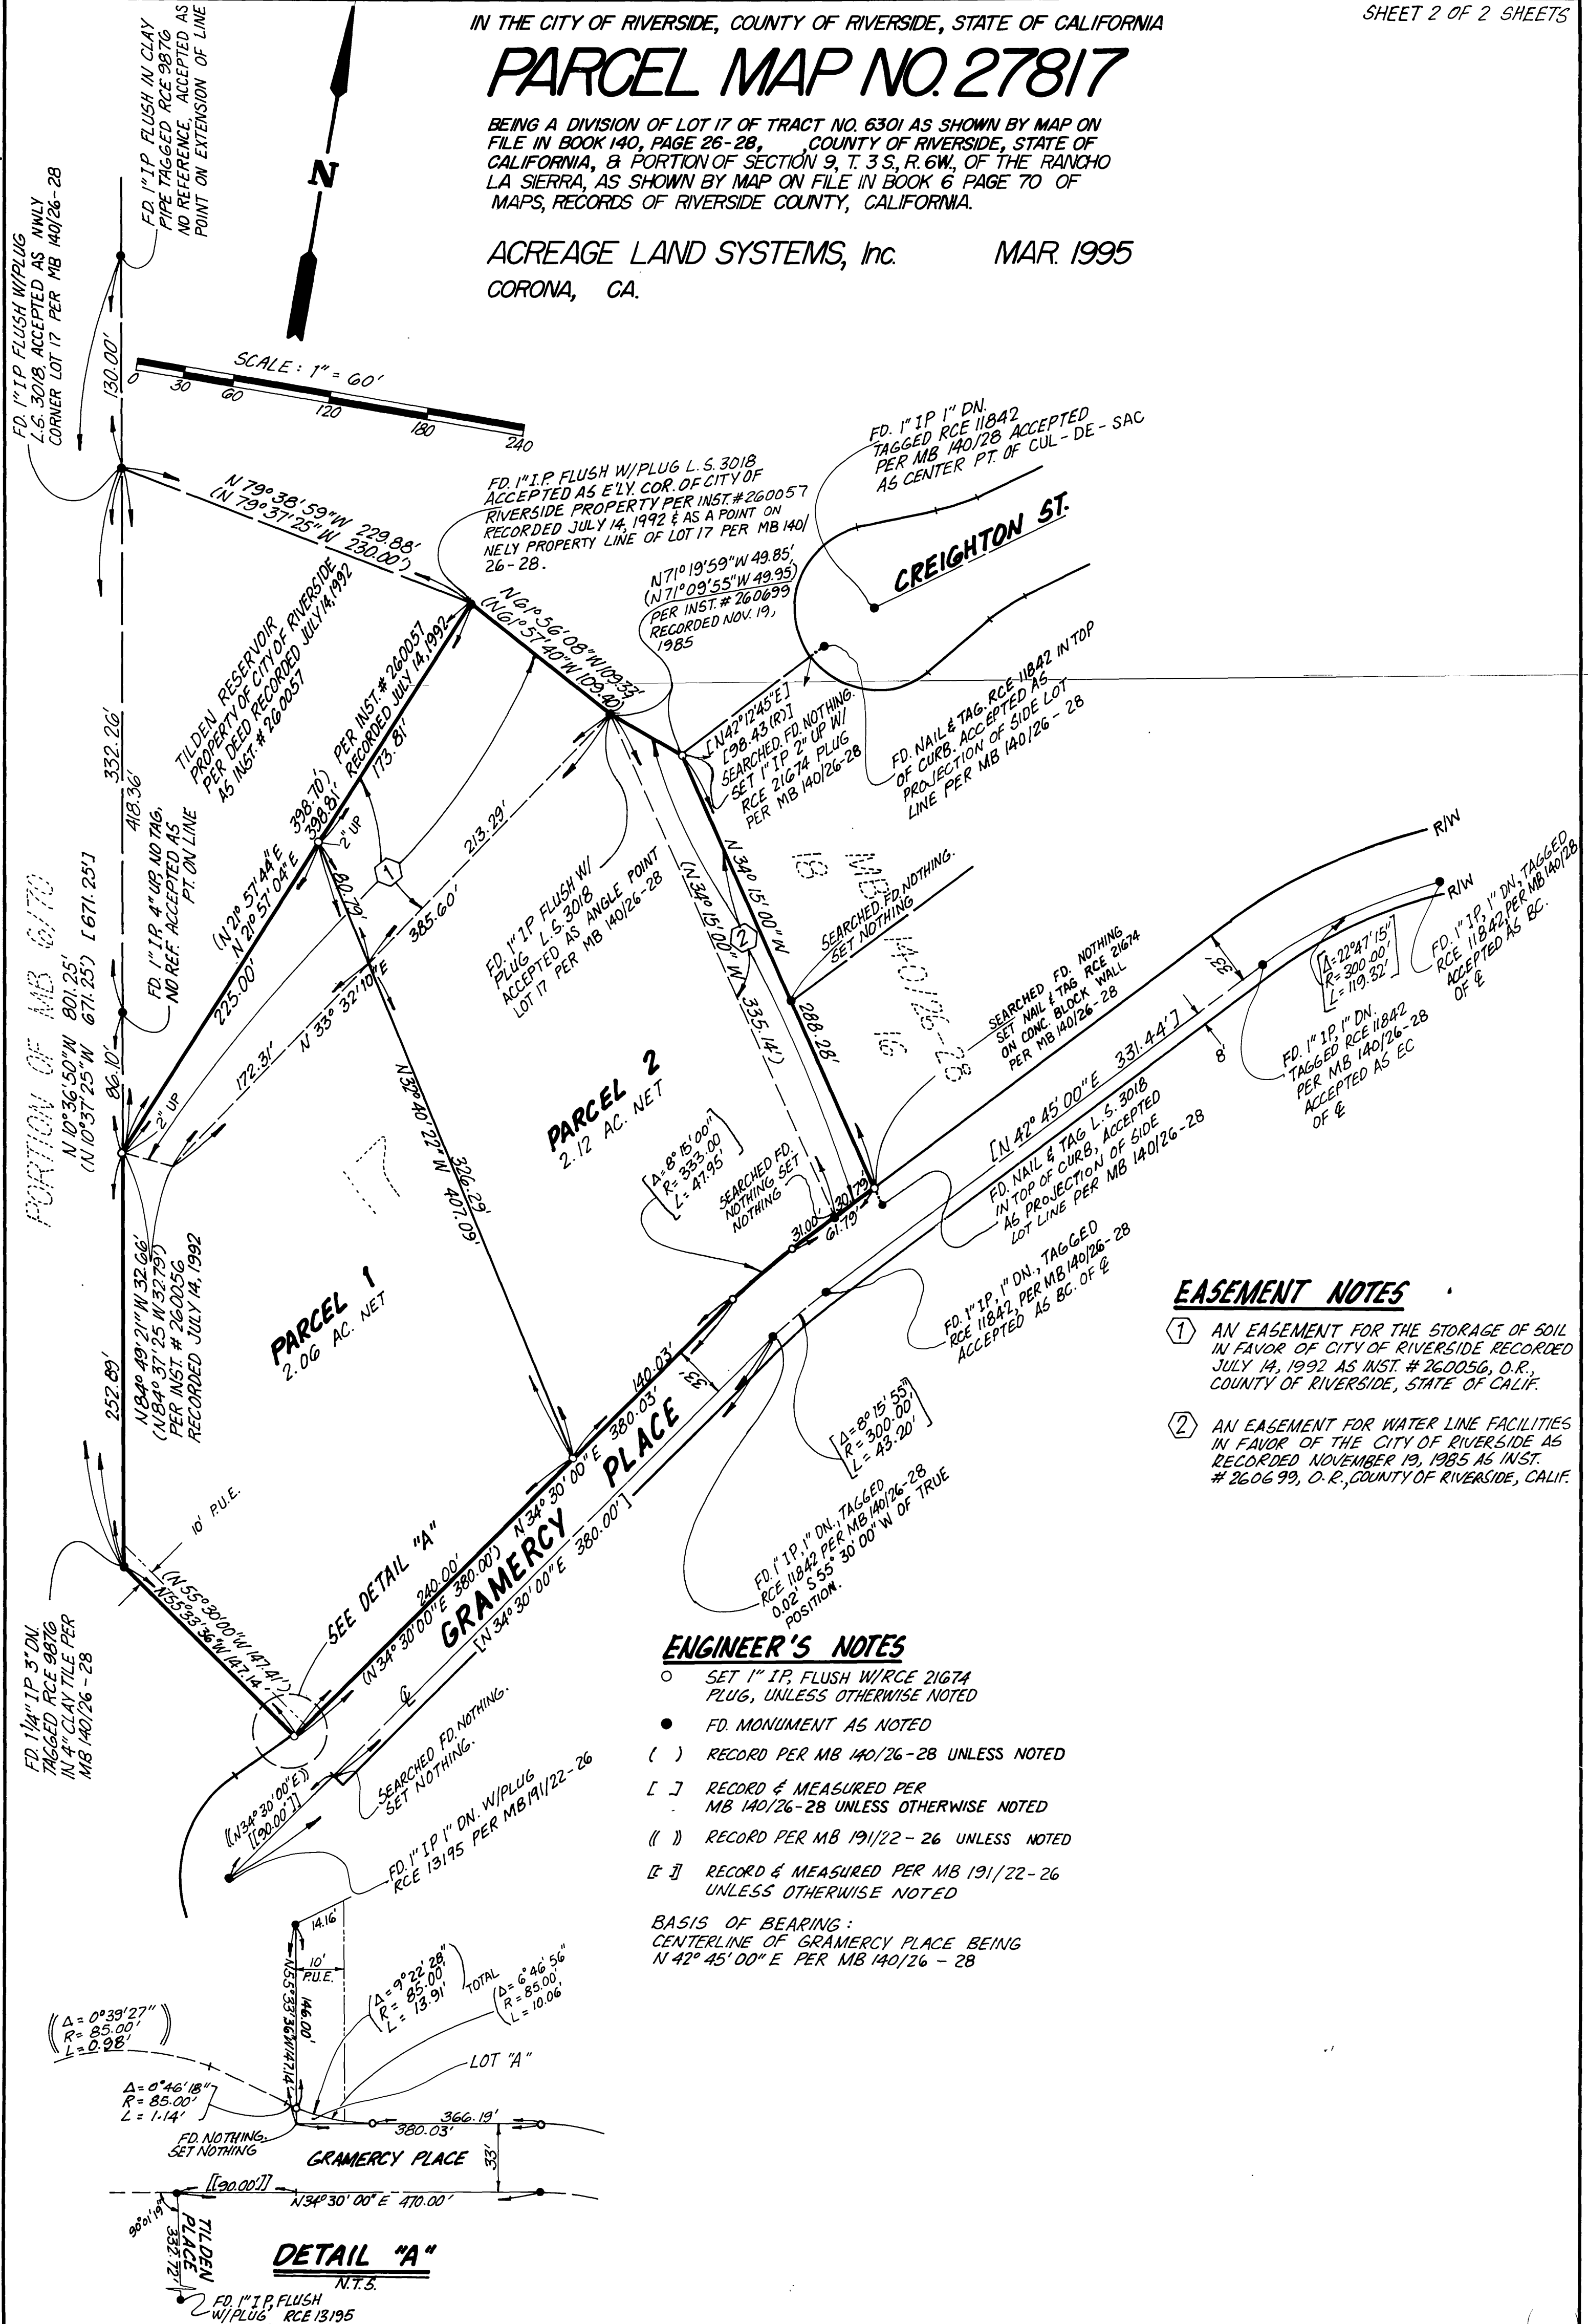 SHEET 2 OF 2 SHEETS
IN THE CITY OF RIVERSIDE, COUNTY OF RIVERSIDE, STATE OF CALIFORNIA
PARCEL MAP NO. 27817
BEING A DIVISION OF LOT 17 OF TRACT NO. 6301 AS SHOWN BY MAP ON
FILE IN BOOK 140, PAGE 26-28, ,COUNTY OF RIVERSIDE, STATE OF
CALIFORNIA, & PORTION OF SECTION 9, T. 3 S, R. 6W., OF THE RANCHO
LA SIERRA, AS SHOWN BY MAP ON FILE IN BOOK 6 PAGE 70 OF
MAPS, RECORDS OF RIVERSIDE COUNTY, CALIFORNIA.
ACREAGE LAND SYSTEMS, Inc. MAR. 1995
CORONA, CA.
N
SCALE : 1" = 60'
0 30 60 120 180 240
FD. 1" IP FLUSH IN CLAY
PIPE TAGGED RCE 9876
NO REFERENCE, ACCEPTED AS
POINT ON EXTENSION OF LINE
FD. 1" IP FLUSH W/PLUG
L.S. 3018, ACCEPTED AS NWLY
CORNER LOT 17 PER MB 140/26-28
130.00'
N 79° 38' 59" W 229.88'
(N 79° 37' 25" W 230.00')
FD. 1" I.P. FLUSH W/PLUG L.S. 3018
ACCEPTED AS E'LY. COR. OF CITY OF
RIVERSIDE PROPERTY PER INST. #260057
RECORDED JULY 14, 1992 & AS A POINT ON
NELY PROPERTY LINE OF LOT 17 PER MB 140/
26-28.
FD. 1" IP 1" DN.
TAGGED RCE 11842
PER MB 140/28 ACCEPTED
AS CENTER PT. OF CUL-DE-SAC
CREIGHTON ST.
N71° 19' 59" W 49.85'
(N71° 09' 55" W 49.95)
PER INST. # 260699
RECORDED NOV. 19,
1985
N61° 56' 08" W 109.33'
(N61° 57' 40" W 109.40)
TILDEN RESERVOIR
PROPERTY OF CITY OF RIVERSIDE
PER DEED RECORDED JULY 14, 1992
AS INST. # 260057
PER INST. # 260057
RECORDED JULY 14, 1992
173.81'
[N42° 12' 45" E]
[98.43 (R)]
SEARCHED. FD. NOTHING.
SET 1" IP 2" UP W/
RCE 21674 PLUG
PER MB 140/26-28
FD. NAIL & TAG. RCE 11842 IN TOP
OF CURB. ACCEPTED AS
PROJECTION OF SIDE LOT
LINE PER MB 140/26-28
332.26'
418.36'
(N 21° 57' 44" E 398.70')
N 21° 57' 04" E 398.81'
225.00'
2" UP
1
80.79'
213.29'
385.60'
N 33° 32' 10" E
172.31'
FD. 1" IP. 4" UP, NO TAG,
NO REF. ACCEPTED AS
PT. ON LINE
PORTION OF MB 6/70
N 10° 36' 50" W 801.25'
(N 10° 37' 25" W 671.25') [671.25']
86.10'
2" UP
FD. 1" IP FLUSH W/
PLUG L.S. 3018
ACCEPTED AS ANGLE POINT
LOT 17 PER MB 140/26-28
2
(N 34° 15' 00" W 335.14')
N 34° 15' 00" W
288.28'
18
MB 140/26-28
16
SEARCHED. FD. NOTHING.
SET NOTHING
SEARCHED FD. NOTHING
SET NAIL & TAG RCE 21674
ON CONC. BLOCK WALL
PER MB 140/26-28
33'
8'
R/W
R/W
[Δ=22°47'15"
R= 300.00'
L= 119.32']
FD. 1" IP, 1" DN, TAGGED
RCE 11842, PER MB 140/28
ACCEPTED AS BC.
OF ℄
FD. 1" IP, 1" DN.
TAGGED RCE 11842
PER MB 140/26-28
ACCEPTED AS EC
OF ℄
[N 42° 45' 00" E 331.44']
FD. NAIL & TAG L.S. 3018
IN TOP OF CURB, ACCEPTED
AS PROJECTION OF SIDE
LOT LINE PER MB 140/26-28
PARCEL 2
2.12 AC. NET
17
N32° 40' 22" W 407.09'
326.29'
[Δ= 8° 15' 00"
R= 333.00
L= 47.95']
SEARCHED FD.
NOTHING SET
NOTHING
31.00'
30.79'
61.79'
FD. 1" IP, 1" DN., TAGGED
RCE 11842, PER MB 140/26-28
ACCEPTED AS BC. OF ℄
PARCEL 1
2.06 AC. NET
N84° 49' 21" W 32.66'
(N84° 37' 25 W 32.79')
PER INST. # 260056
RECORDED JULY 14, 1992
252.89'
140.03'
N 34° 30' 00" E 380.03'
33'
[Δ= 8° 15' 55"
R= 300.00'
L= 43.20']
FD. 1" IP, 1" DN., TAGGED
RCE 11842 PER MB 140/26-28
0.02' S 55° 30' 00" W OF TRUE
POSITION.
10' P.U.E.
SEE DETAIL "A"
240.00'
(N34° 30' 00" E 380.00')
GRAMERCY PLACE
[N 34° 30' 00" E 380.00']
℄
(N 55° 30' 00" W 147.41')
N55° 33' 36" W 147.14'
FD. 1 1/4" IP 3" DN.
TAGGED RCE 9876
IN 4" CLAY TILE PER
MB 140/26-28
((N34° 30' 00" E))
[[90.00']]
SEARCHED FD. NOTHING.
SET NOTHING.
FD. 1" IP 1" DN. W/PLUG
RCE 13195 PER MB 191/22-26
EASEMENT NOTES
1 AN EASEMENT FOR THE STORAGE OF SOIL
IN FAVOR OF CITY OF RIVERSIDE RECORDED
JULY 14, 1992 AS INST. # 260056, O.R.,
COUNTY OF RIVERSIDE, STATE OF CALIF.
2 AN EASEMENT FOR WATER LINE FACILITIES
IN FAVOR OF THE CITY OF RIVERSIDE AS
RECORDED NOVEMBER 19, 1985 AS INST.
# 260699, O.R., COUNTY OF RIVERSIDE, CALIF.
ENGINEER'S NOTES
○ SET 1" IP, FLUSH W/RCE 21674
PLUG, UNLESS OTHERWISE NOTED
● FD. MONUMENT AS NOTED
( ) RECORD PER MB 140/26-28 UNLESS NOTED
[ ] RECORD & MEASURED PER
MB 140/26-28 UNLESS OTHERWISE NOTED
(( )) RECORD PER MB 191/22-26 UNLESS NOTED
[[ ]] RECORD & MEASURED PER MB 191/22-26
UNLESS OTHERWISE NOTED
BASIS OF BEARING :
CENTERLINE OF GRAMERCY PLACE BEING
N 42° 45' 00" E PER MB 140/26 - 28
14.16'
10'
P.U.E.
N55°33'36"W 147.14
146.00'
(Δ= 9° 22' 28"
R= 85.00'
L= 13.91') TOTAL
(Δ= 6° 46' 56"
R= 85.00'
L= 10.06')
LOT "A"
((Δ= 0°39'27"
R= 85.00'
L= 0.98'))
Δ= 0°46'18"
R= 85.00'
L= 1.14'
FD. NOTHING.
SET NOTHING
366.19'
380.03'
GRAMERCY PLACE
33'
[[90.00']]
N34°30'00" E 470.00'
90°01'19"
TILDEN
PLACE
332.72'
DETAIL "A"
N.T.S.
FD. 1" IP, FLUSH
W/PLUG RCE 13195